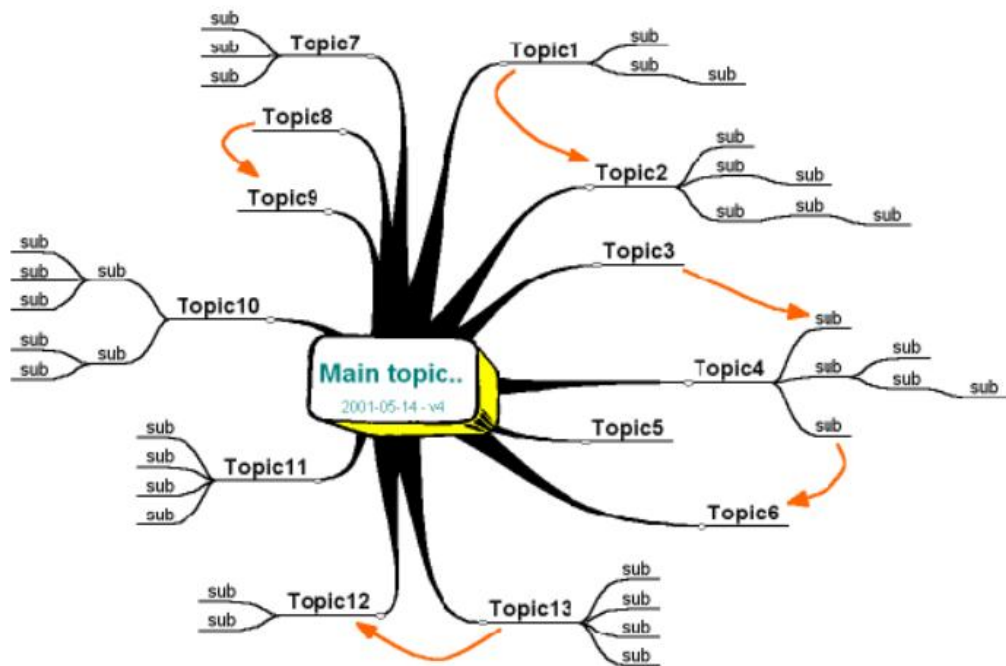 Main topic..
2001-05-14 - v4
Topic1
sub
sub
sub
Topic2
sub
sub
sub
sub
sub
sub
Topic3
Topic4
sub
sub
sub
sub
sub
sub
Topic5
Topic6
Topic7
sub
sub
sub
Topic8
Topic9
Topic10
sub
sub
sub
sub
sub
sub
sub
Topic11
sub
sub
sub
sub
Topic12
sub
sub
Topic13
sub
sub
sub
sub